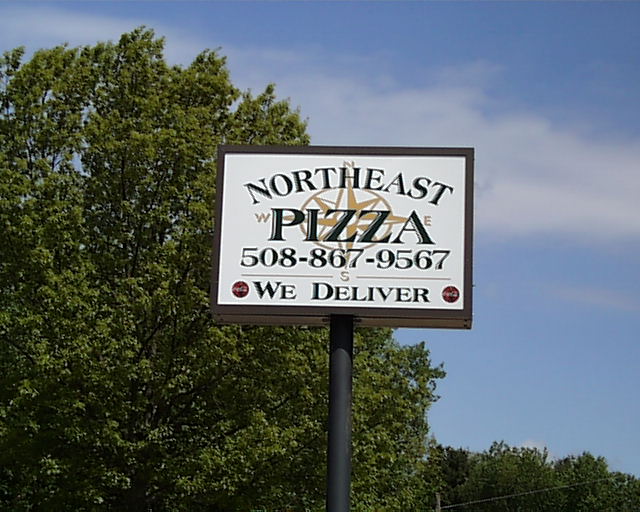 N
NORTHEAST
W PIZZA E
508-867-9567
S
WE DELIVER